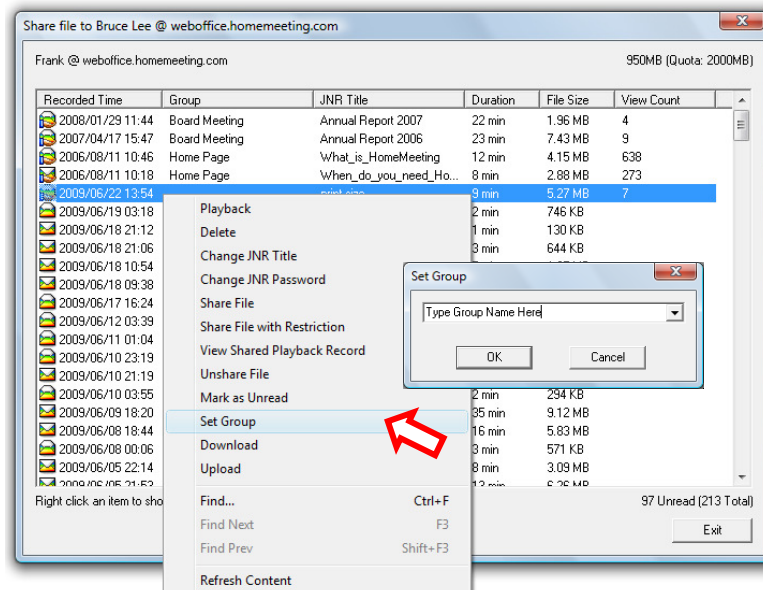 Share file to Bruce Lee @ weboffice.homemeeting.com
Frank @ weboffice.homemeeting.com 950MB (Quota: 2000MB)
Recorded Time Group JNR Title Duration File Size View Count
2008/01/29 11:44 Board Meeting Annual Report 2007 22 min 1.96 MB 4
2007/04/17 15:47 Board Meeting Annual Report 2006 23 min 7.43 MB 9
2006/08/11 10:46 Home Page What_is_HomeMeeting 12 min 4.15 MB 638
2006/08/11 10:18 Home Page When_do_you_need_Ho... 8 min 2.88 MB 273
2009/06/22 13:54 print size 9 min 5.27 MB 7
2009/06/19 03:18 2 min 746 KB
2009/06/18 21:12 1 min 130 KB
2009/06/18 21:06 3 min 644 KB
2009/06/18 10:54
2009/06/18 09:38
2009/06/17 16:24
2009/06/12 03:39
2009/06/11 01:04
2009/06/10 23:19
2009/06/10 21:19
2009/06/10 03:55 2 min 294 KB
2009/06/09 18:20 35 min 9.12 MB
2009/06/08 18:44 16 min 5.83 MB
2009/06/08 00:06 3 min 571 KB
2009/06/05 22:14 8 min 3.09 MB
2009/06/05 21:53 13 min 6.26 MB
Right click an item to sho 97 Unread (213 Total)
Exit
Playback
Delete
Change JNR Title
Change JNR Password
Share File
Share File with Restriction
View Shared Playback Record
Unshare File
Mark as Unread
Set Group
Download
Upload
Find... Ctrl+F
Find Next F3
Find Prev Shift+F3
Refresh Content
Set Group
Type Group Name Here
OK Cancel